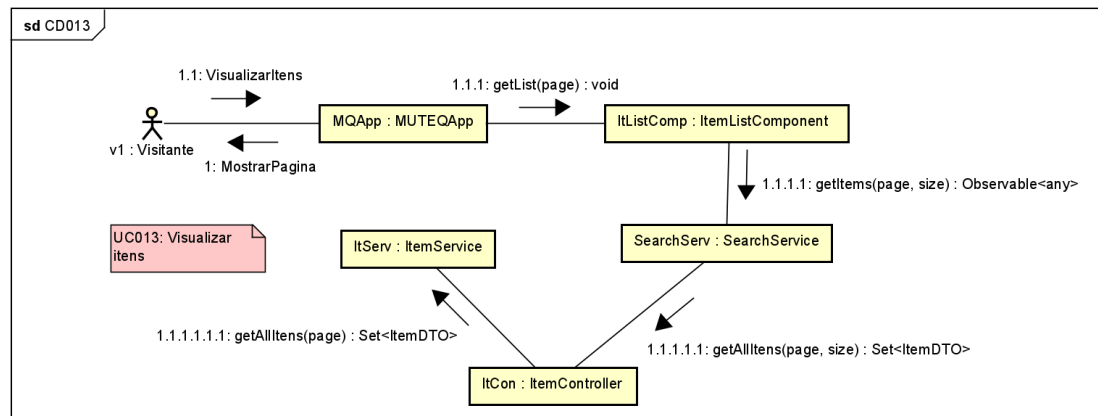 sd CD013
1.1: VisualizarItens
1.1.1: getList(page) : void
MQApp : MUTEQApp
ItListComp : ItemListComponent
v1 : Visitante
1: MostrarPagina
1.1.1.1: getItems(page, size) : Observable<any>
UC013: Visualizar
itens
ItServ : ItemService
SearchServ : SearchService
1.1.1.1.1.1: getAllItens(page) : Set<ItemDTO>
1.1.1.1.1: getAllItens(page, size) : Set<ItemDTO>
ItCon : ItemController